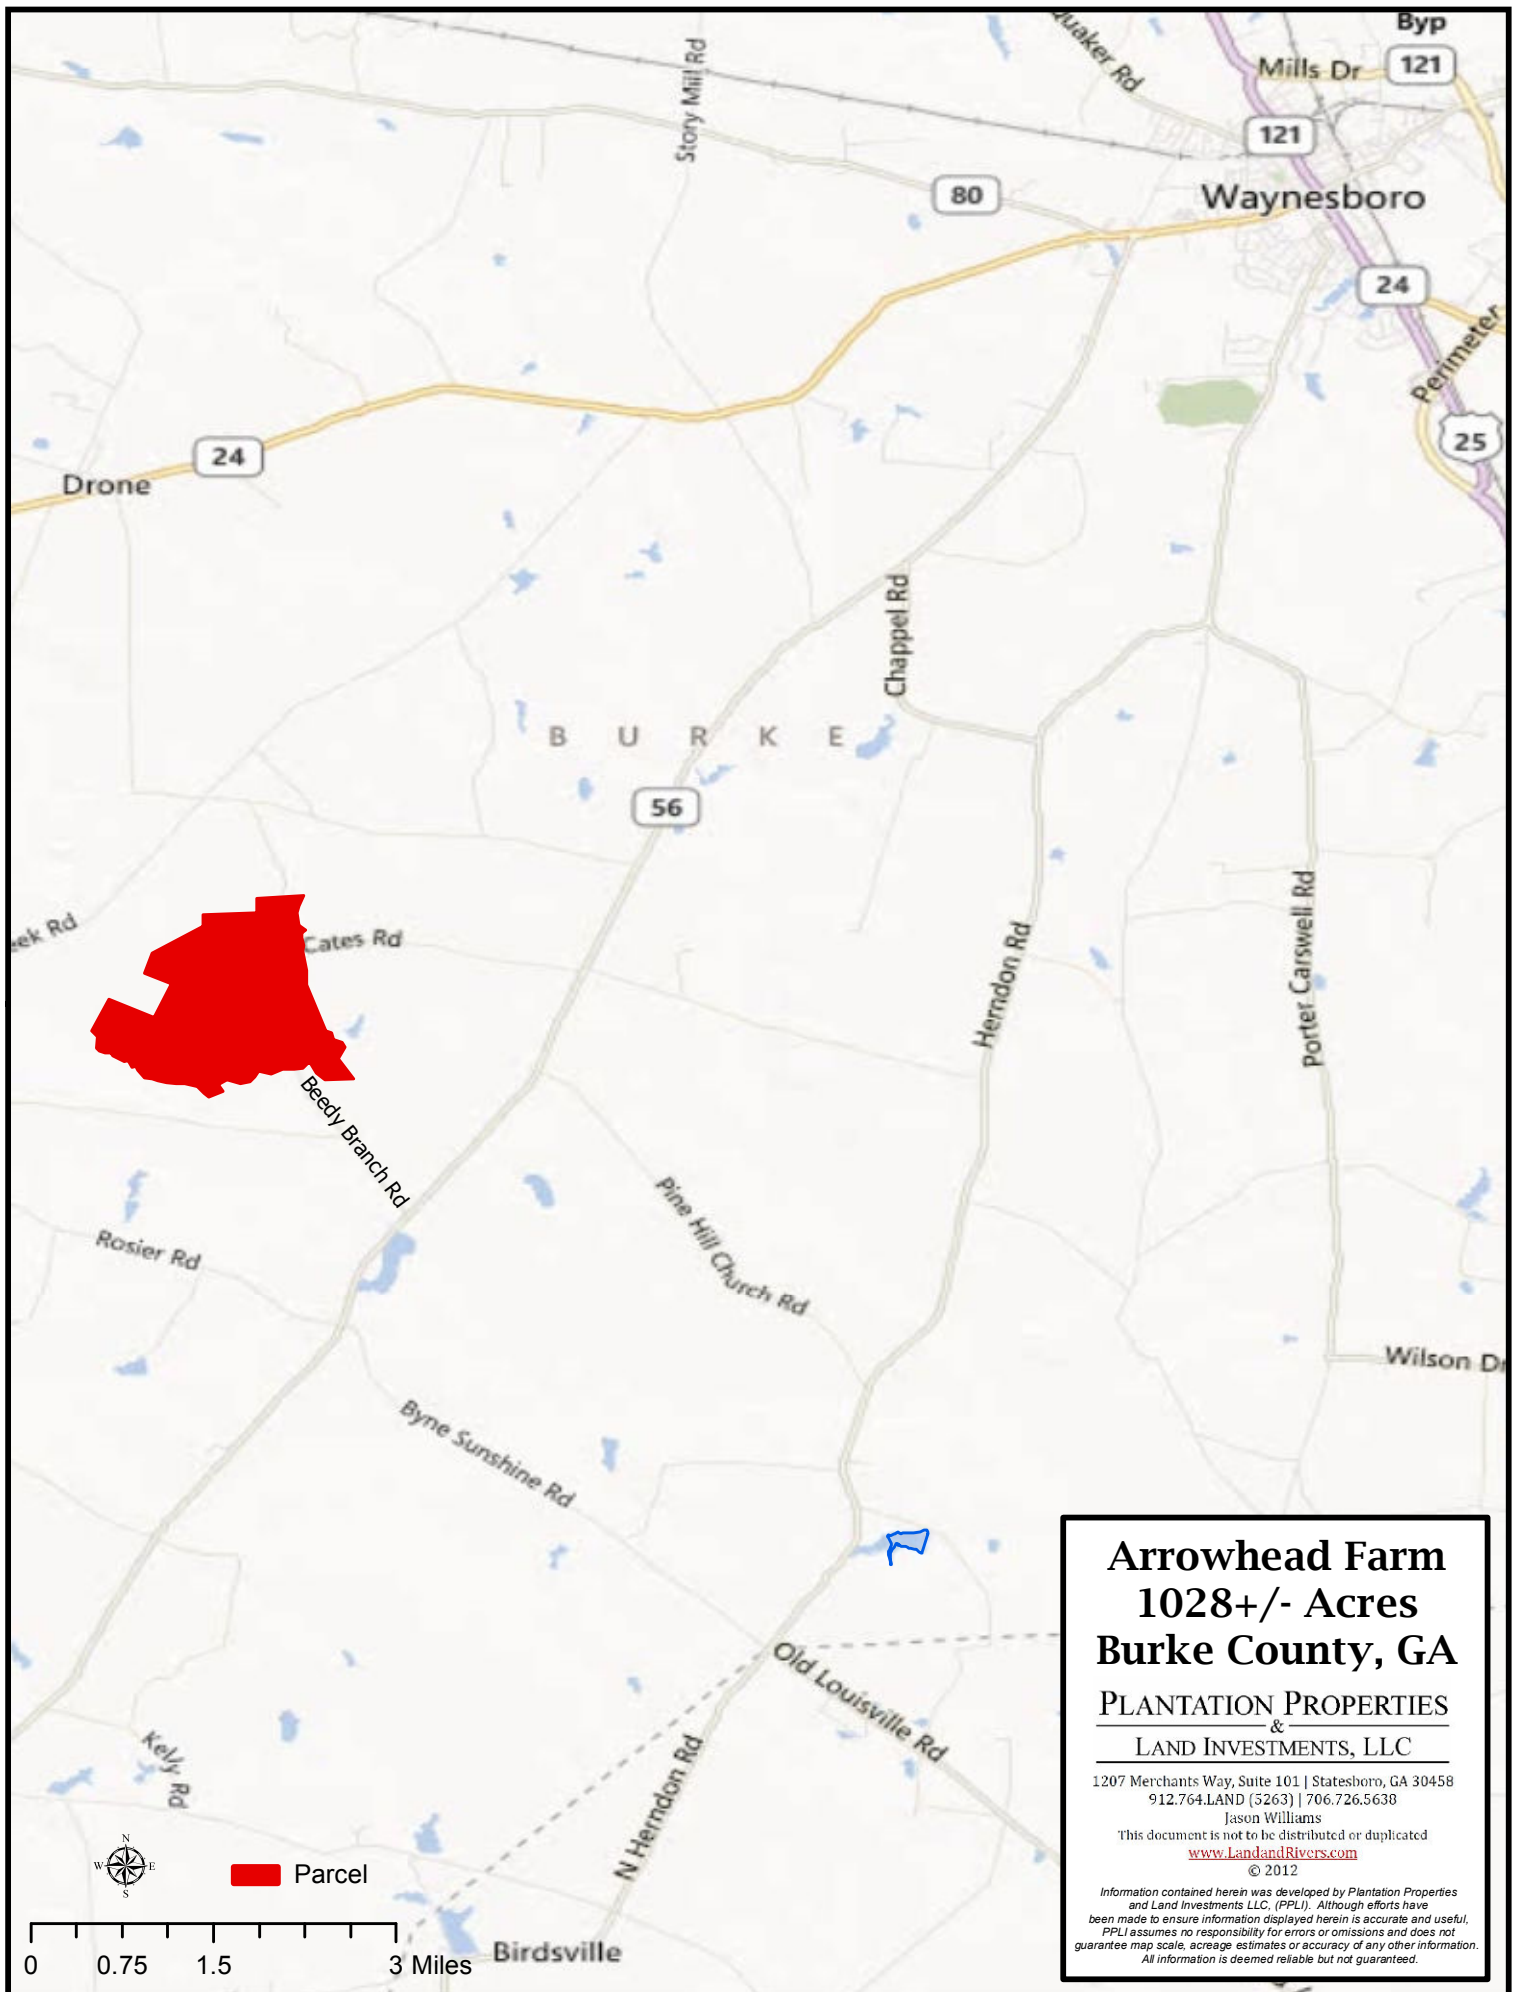 Byp
Quaker Rd
Mills Dr
121
Story Mill Rd
121
80
Waynesboro
24
Perimeter
25
24
Drone
Chappel Rd
BURKE
56
eek Rd
Cates Rd
Herndon Rd
Porter Carswell Rd
Beedy Branch Rd
Pine Hill Church Rd
Rosier Rd
Wilson Dr
Byne Sunshine Rd
Old Louisville Rd
Kelly Rd
N Herndon Rd
N
W E
S
Parcel
0 0.75 1.5 3 Miles
Birdsville
Arrowhead Farm
1028+/- Acres
Burke County, GA
PLANTATION PROPERTIES
&
LAND INVESTMENTS, LLC
1207 Merchants Way, Suite 101 | Statesboro, GA 30458
912.764.LAND (5263) | 706.726.5638
Jason Williams
This document is not to be distributed or duplicated
www.LandandRivers.com
© 2012
Information contained herein was developed by Plantation Properties
and Land Investments LLC, (PPLI). Although efforts have
been made to ensure information displayed herein is accurate and useful,
PPLI assumes no responsibility for errors or omissions and does not
guarantee map scale, acreage estimates or accuracy of any other information.
All information is deemed reliable but not guaranteed.